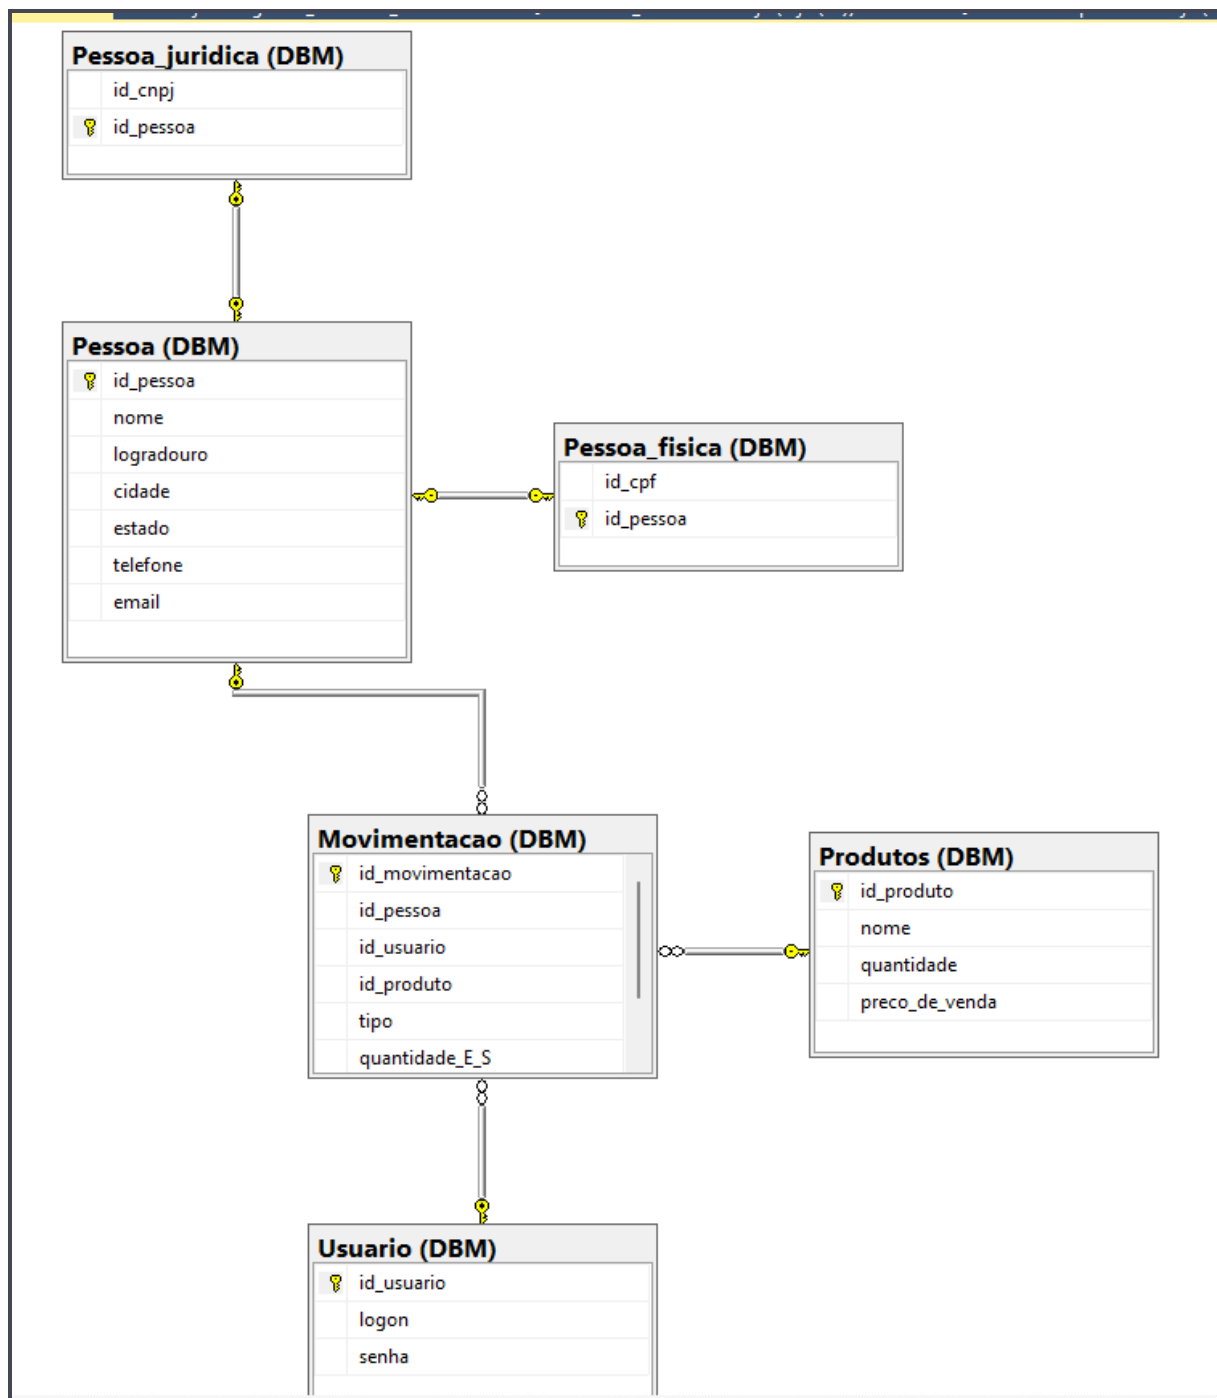 Pessoa_juridica (DBM)
id_cnpj
id_pessoa
Pessoa (DBM)
id_pessoa
nome
logradouro
cidade
estado
telefone
email
Pessoa_fisica (DBM)
id_cpf
id_pessoa
Movimentacao (DBM)
id_movimentacao
id_pessoa
id_usuario
id_produto
tipo
quantidade_E_S
Produtos (DBM)
id_produto
nome
quantidade
preco_de_venda
Usuario (DBM)
id_usuario
logon
senha